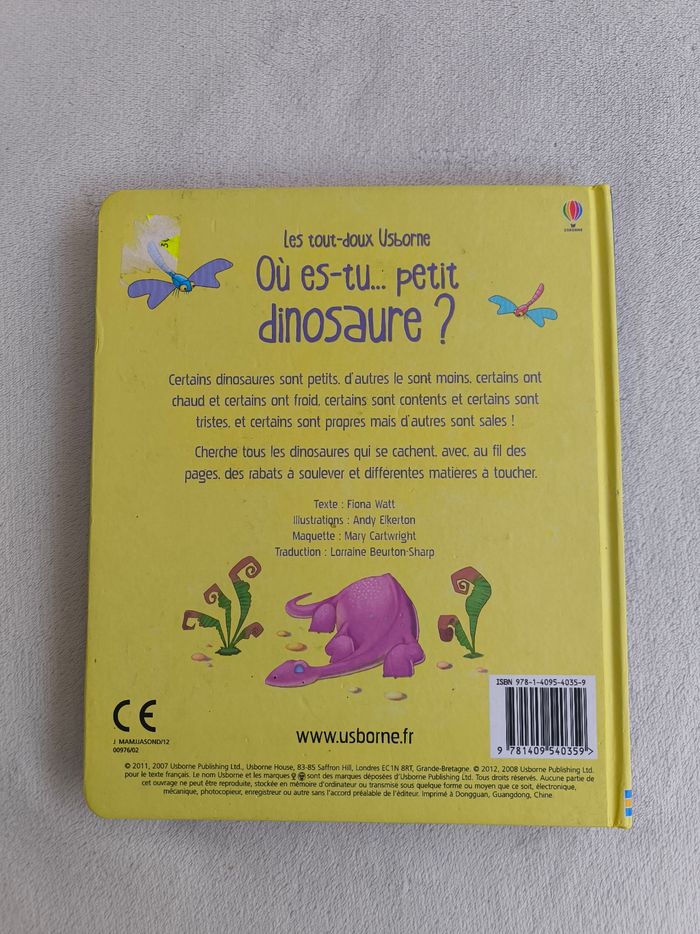 Les tout-doux Usborne
USBORNE
Où es-tu... petit
dinosaure ?
Certains dinosaures sont petits, d'autres le sont moins, certains ont
chaud et certains ont froid, certains sont contents et certains sont
tristes, et certains sont propres mais d'autres sont sales !
Cherche tous les dinosaures qui se cachent, avec, au fil des
pages, des rabats à soulever et différentes matières à toucher.
Texte : Fiona Watt
Illustrations : Andy Elkerton
Maquette : Mary Cartwright
Traduction : Lorraine Beurton-Sharp
ISBN 978-1-4095-4035-9
9 781409 540359 >
CE
J MAMJJASOND/12
00976/02
www.usborne.fr
© 2011, 2007 Usborne Publishing Ltd., Usborne House, 83-85 Saffron Hill, Londres EC1N 8RT, Grande-Bretagne. © 2012, 2008 Usborne Publishing Ltd.
pour le texte français. Le nom Usborne et les marques sont des marques déposées d'Usborne Publishing Ltd. Tous droits réservés. Aucune partie de
cet ouvrage ne peut être reproduite, stockée en mémoire d'ordinateur ou transmise sous quelque forme ou moyen que ce soit, électronique,
mécanique, photocopieur, enregistreur ou autre sans l'accord préalable de l'éditeur. Imprimé à Dongguan, Guangdong, Chine.